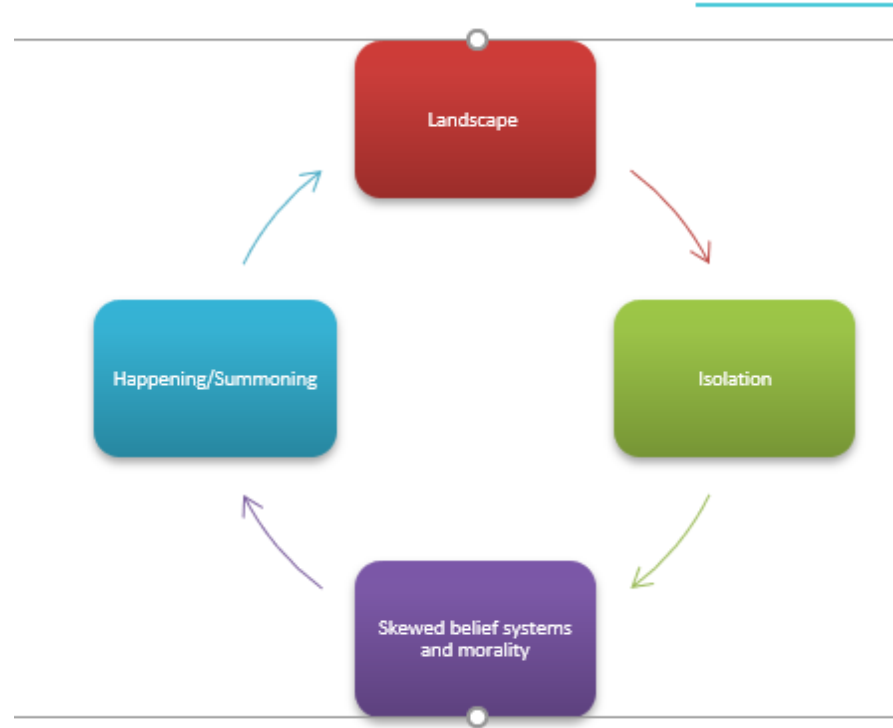 Landscape
Happening/Summoning
Isolation
Skewed belief systems
and morality